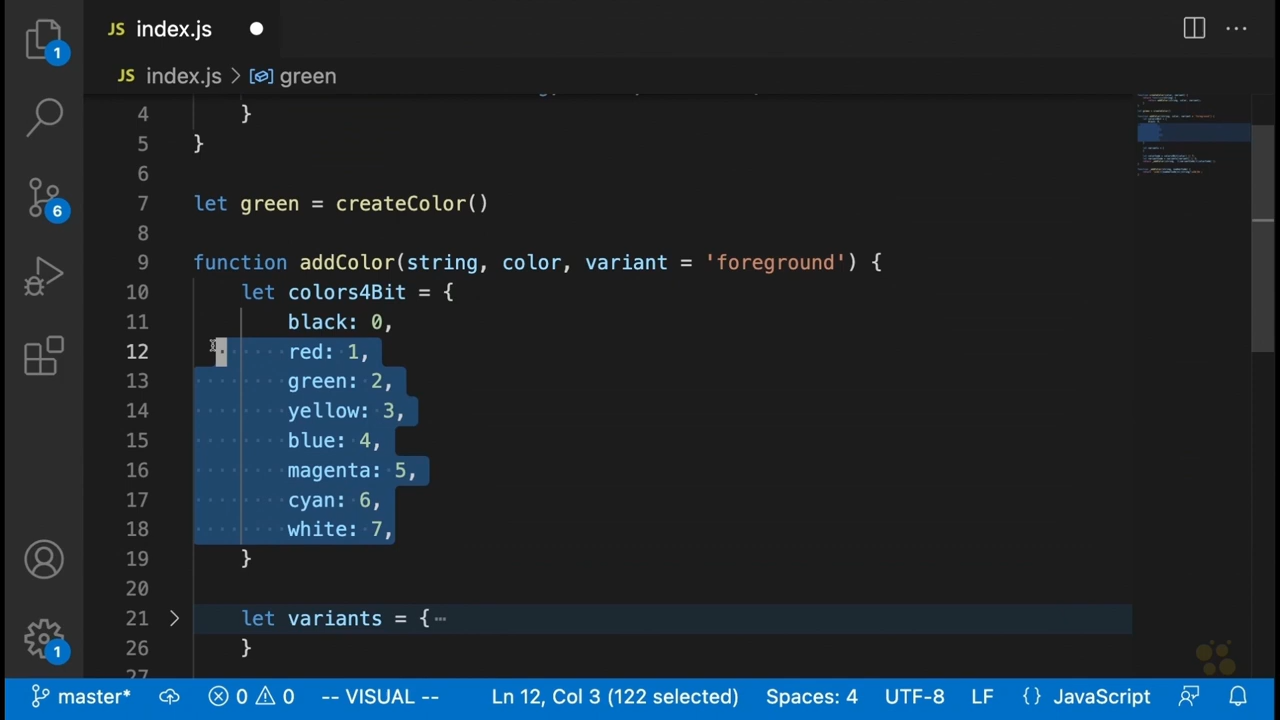 JS index.js
JS index.js > green
4 }
5 }
6
7 let green = createColor()
8
9 function addColor(string, color, variant = 'foreground') {
10 let colors4Bit = {
11 black: 0,
12 red: 1,
13 green: 2,
14 yellow: 3,
15 blue: 4,
16 magenta: 5,
17 cyan: 6,
18 white: 7,
19 }
20
21 let variants = {
26 }
27
1
6
1
master* 0 0 -- VISUAL -- Ln 12, Col 3 (122 selected) Spaces: 4 UTF-8 LF {} JavaScript